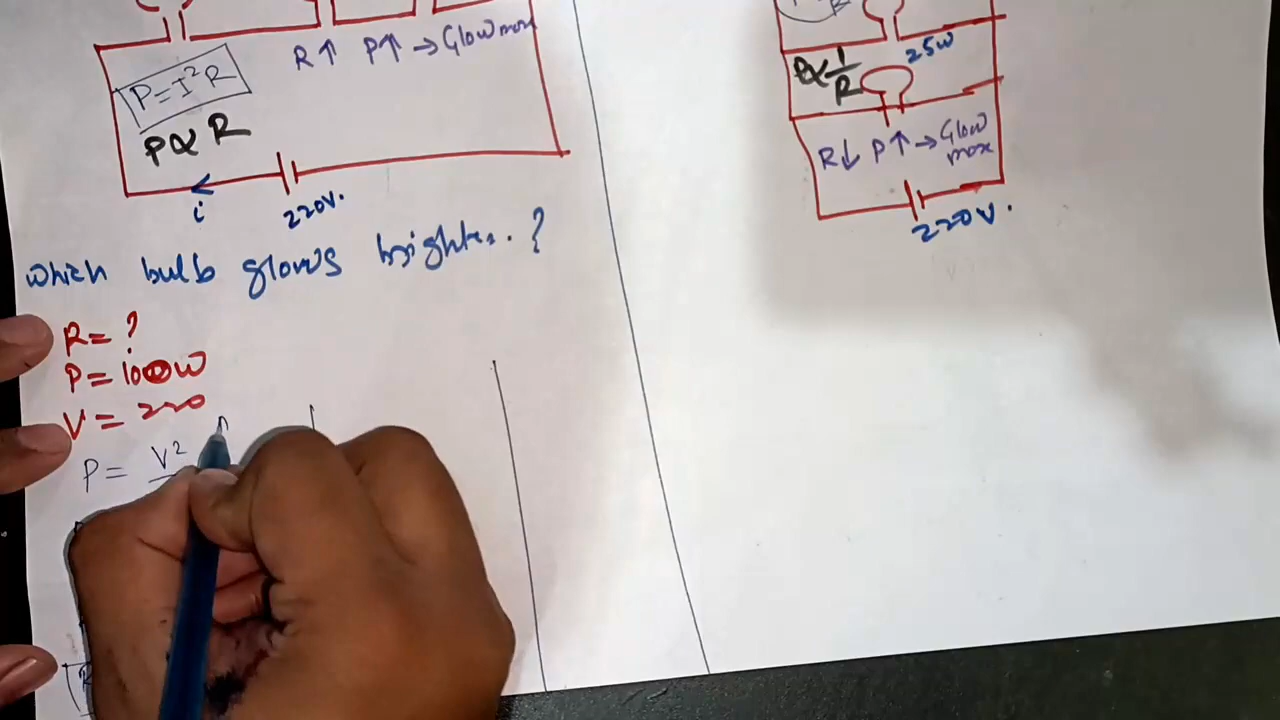 R↑ P↑ → Glow max
P=I²R
P∝R
i
220V.
which bulb glows brighter.?
R=?
P=100W
V=220
P= V²
25W
P∝1/R
R↓ P↑ → Glow
max
220V.